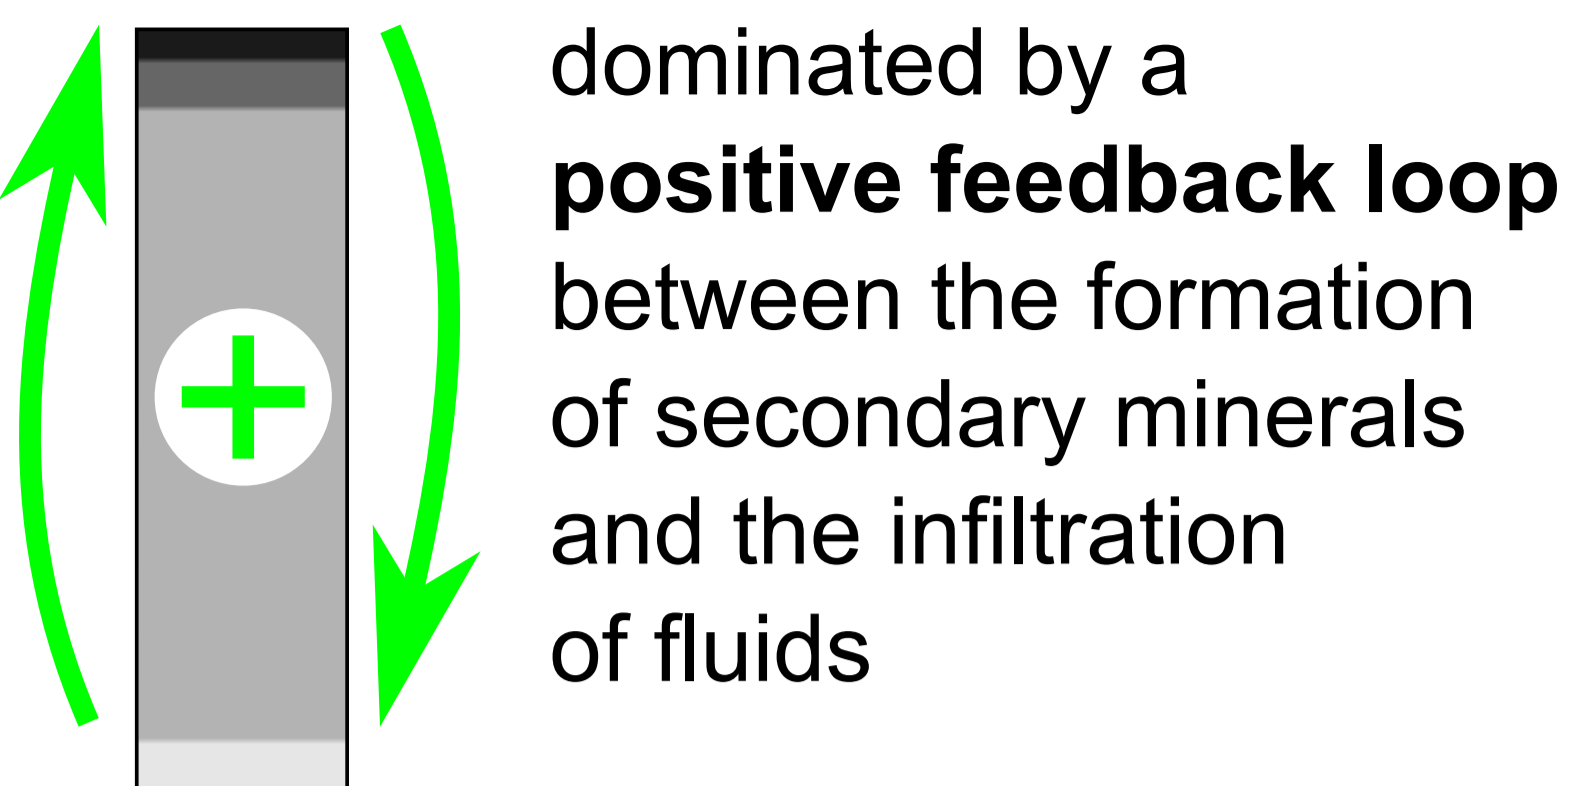 dominated by a
positive feedback loop
between the formation
of secondary minerals
and the infiltration
of fluids